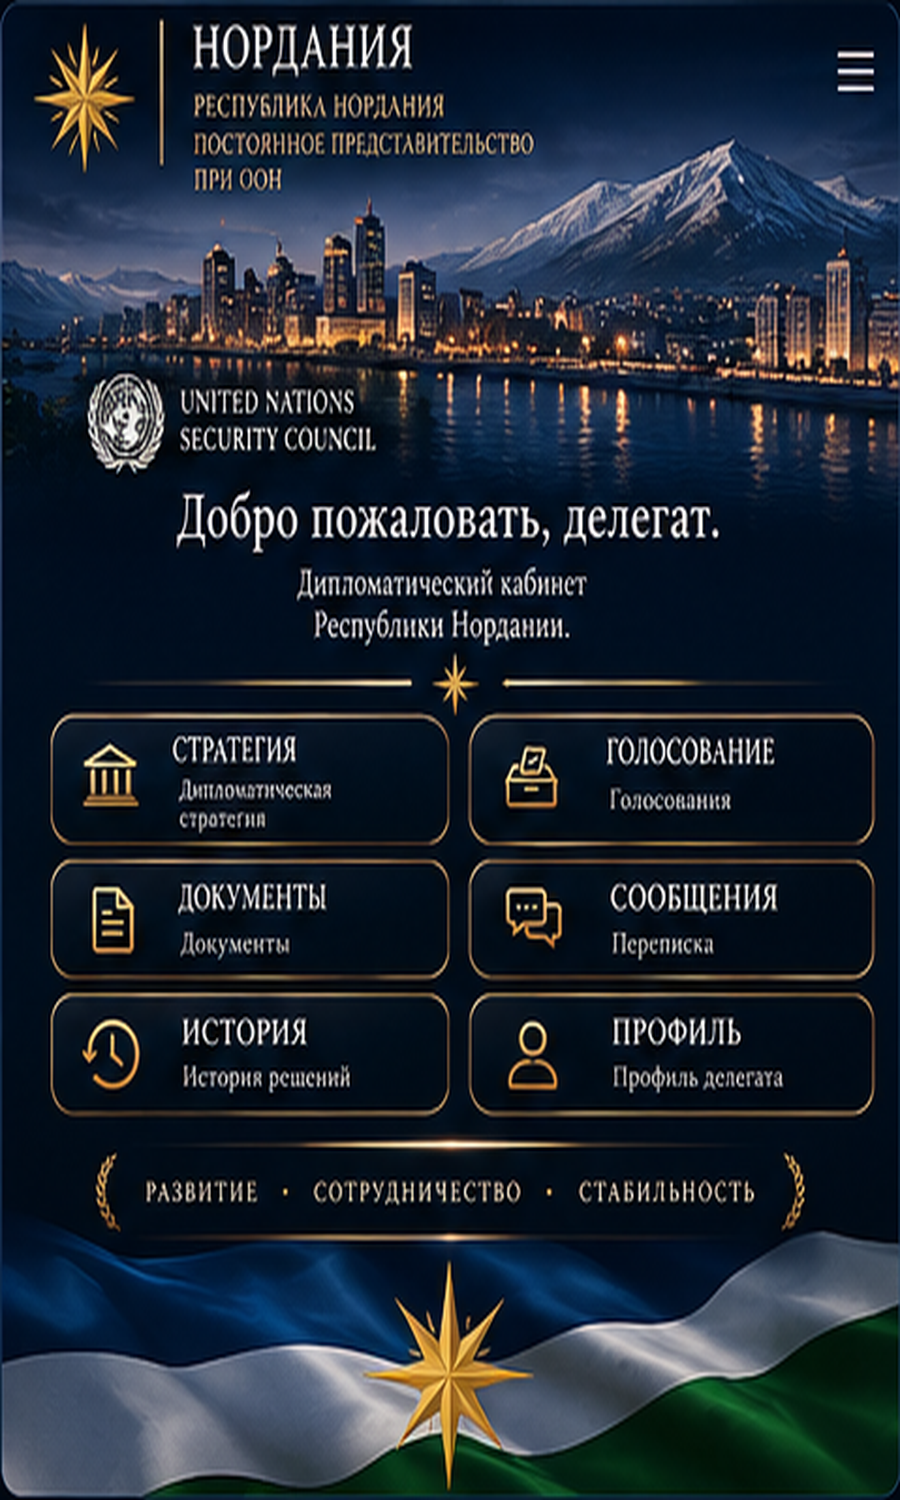 НОРДАНИЯ
РЕСПУБЛИКА НОРДАНИЯ
ПОСТОЯННОЕ ПРЕДСТАВИТЕЛЬСТВО
ПРИ ООН
UNITED NATIONS
SECURITY COUNCIL
Добро пожаловать, делегат.
Дипломатический кабинет
Республики Нордании.
СТРАТЕГИЯ
Дипломатическая
стратегия
ГОЛОСОВАНИЕ
Голосования
ДОКУМЕНТЫ
Документы
СООБЩЕНИЯ
Переписка
ИСТОРИЯ
История решений
ПРОФИЛЬ
Профиль делегата
РАЗВИТИЕ · СОТРУДНИЧЕСТВО · СТАБИЛЬНОСТЬ